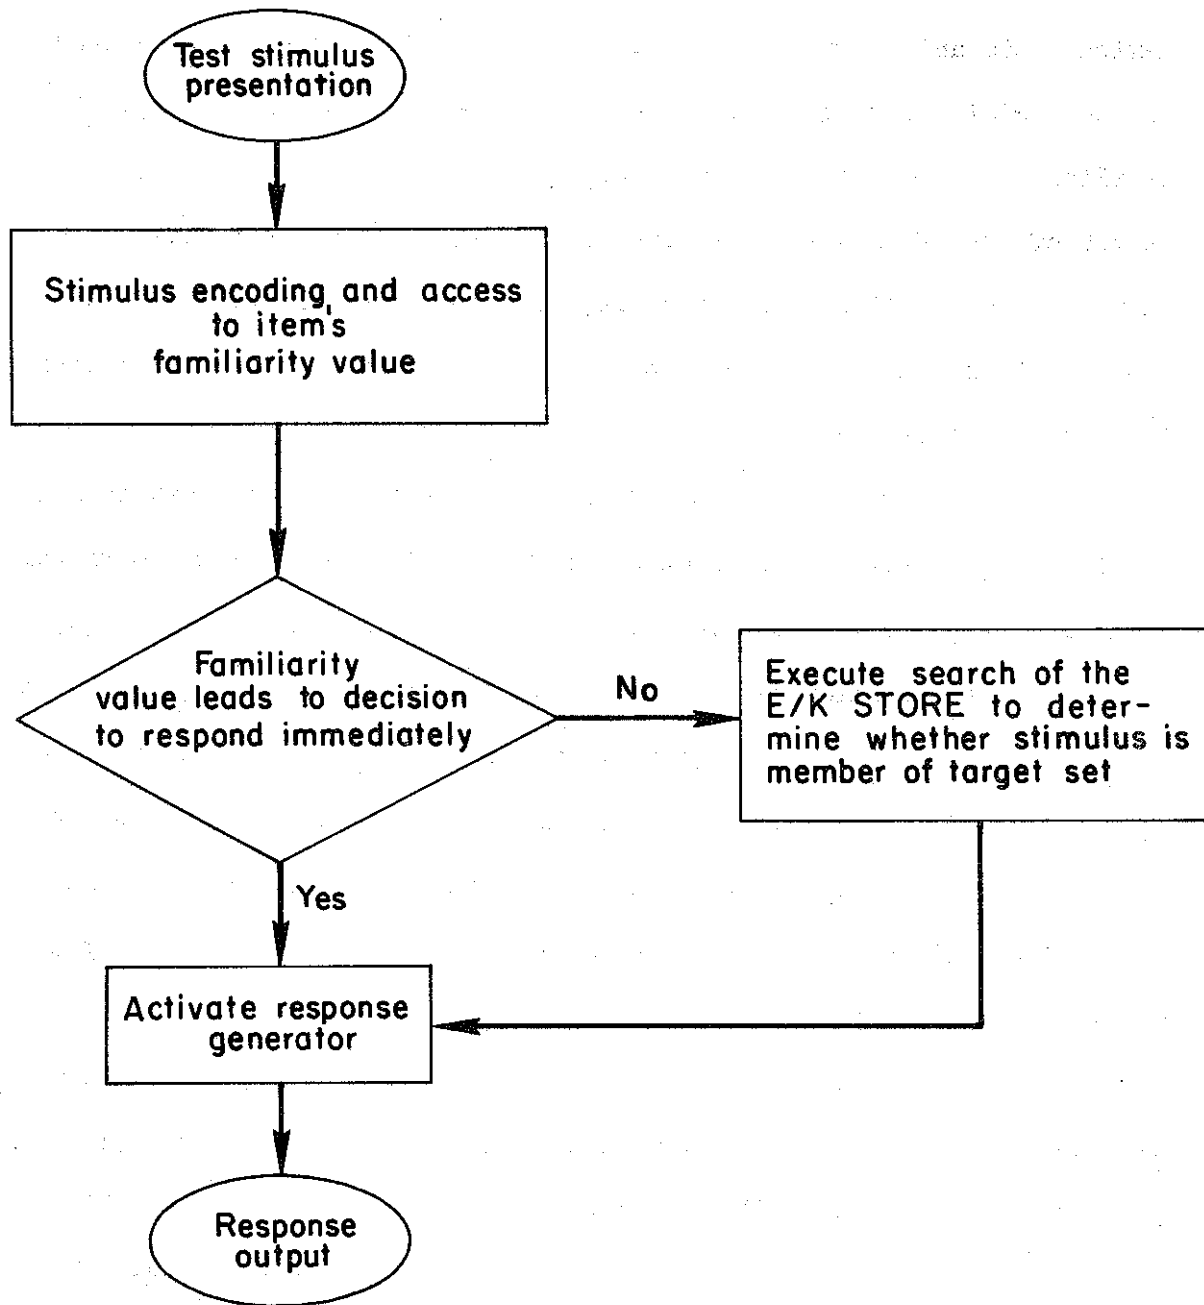 Test stimulus
presentation
Stimulus encoding and access
to item's
familiarity value
Familiarity
value leads to decision
to respond immediately
No
Execute search of the
E/K STORE to deter-
mine whether stimulus is
member of target set
Yes
Activate response
generator
Response
output